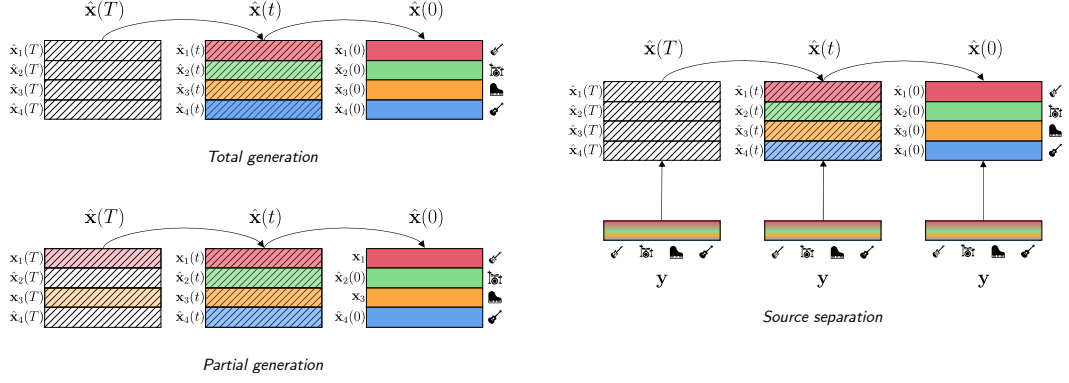 x̂(T) x̂(t) x̂(0)
x̂₁(T) x̂₁(t) x̂₁(0)
x̂₂(T) x̂₂(t) x̂₂(0)
x̂₃(T) x̂₃(t) x̂₃(0)
x̂₄(T) x̂₄(t) x̂₄(0)
Total generation
x̂(T) x̂(t) x̂(0)
x₁(T) x₁(t) x₁
x̂₂(T) x̂₂(t) x̂₂(0)
x₃(T) x₃(t) x₃
x̂₄(T) x̂₄(t) x̂₄(0)
Partial generation
x̂(T) x̂(t) x̂(0)
x̂₁(T) x̂₁(t) x̂₁(0)
x̂₂(T) x̂₂(t) x̂₂(0)
x̂₃(T) x̂₃(t) x̂₃(0)
x̂₄(T) x̂₄(t) x̂₄(0)
y y y
Source separation